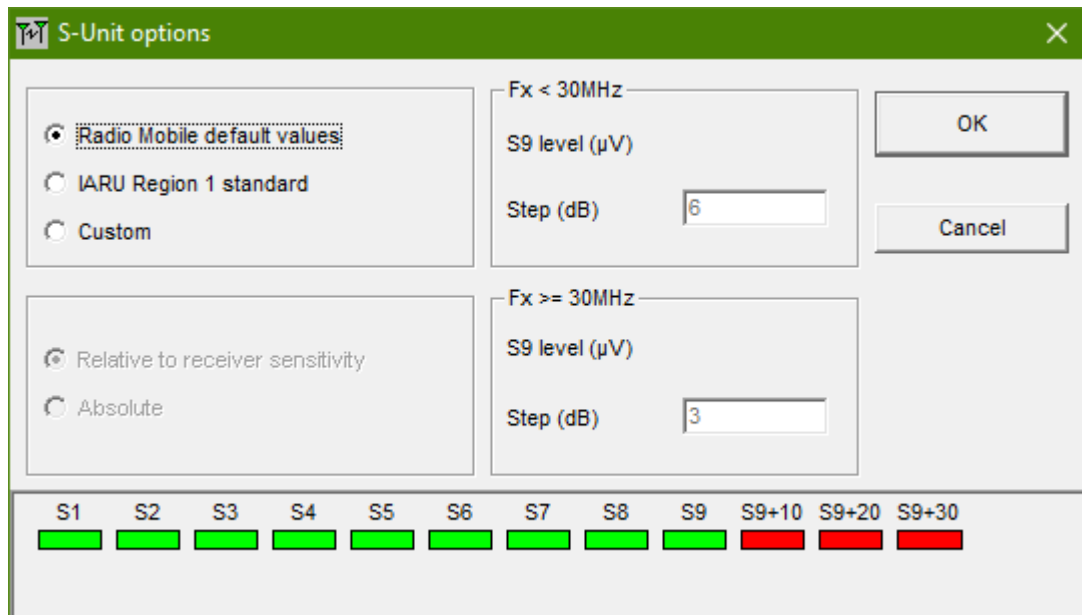 S-Unit options
Radio Mobile default values
IARU Region 1 standard
Custom
Fx < 30MHz
S9 level (µV)
Step (dB) 6
OK
Cancel
Relative to receiver sensitivity
Absolute
Fx >= 30MHz
S9 level (µV)
Step (dB) 3
S1 S2 S3 S4 S5 S6 S7 S8 S9 S9+10 S9+20 S9+30